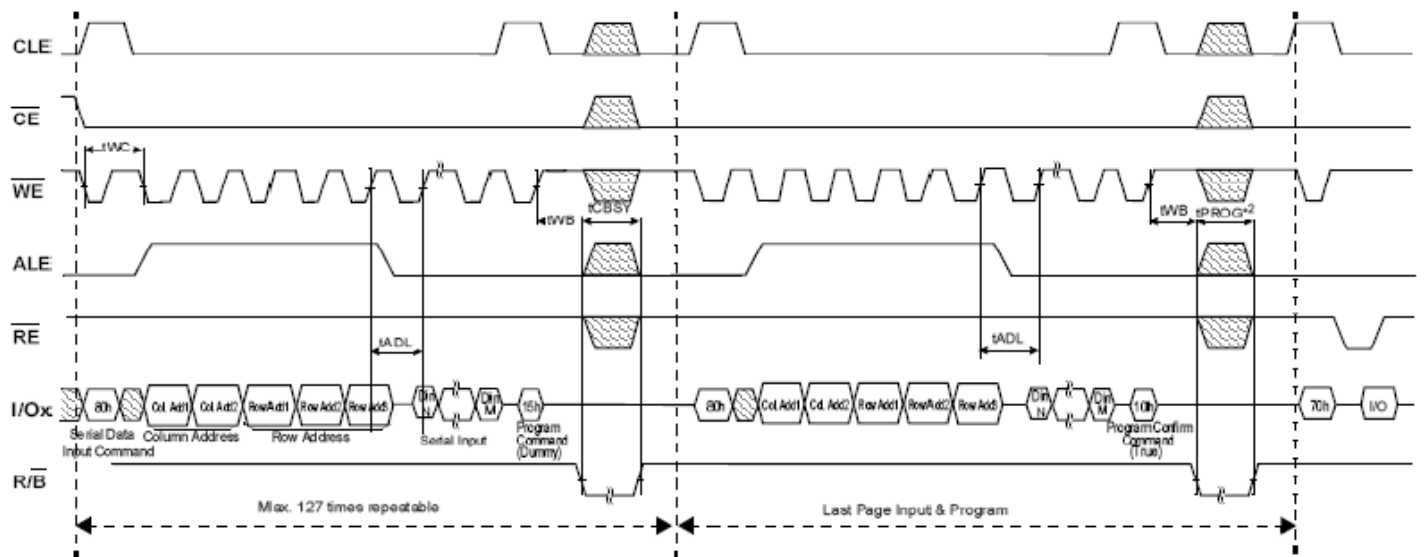 CLE
CE
tWC
WE
tWB
tCBSY
tWB
tPROG*2
ALE
RE
tADL
tADL
I/Ox
80h
Col. Add1
Col. Add2
Row Add1
Row Add2
Row Add3
Din
N
Din
M
15h
80h
Col. Add1
Col. Add2
Row Add1
Row Add2
Row Add3
Din
N
Din
M
10h
70h
I/O
Serial Data
Input Command
Column Address
Row Address
Serial Input
Program
Command
(Dummy)
Program Confirm
Command
(True)
R/B
Max. 127 times repeatable
Last Page Input & Program